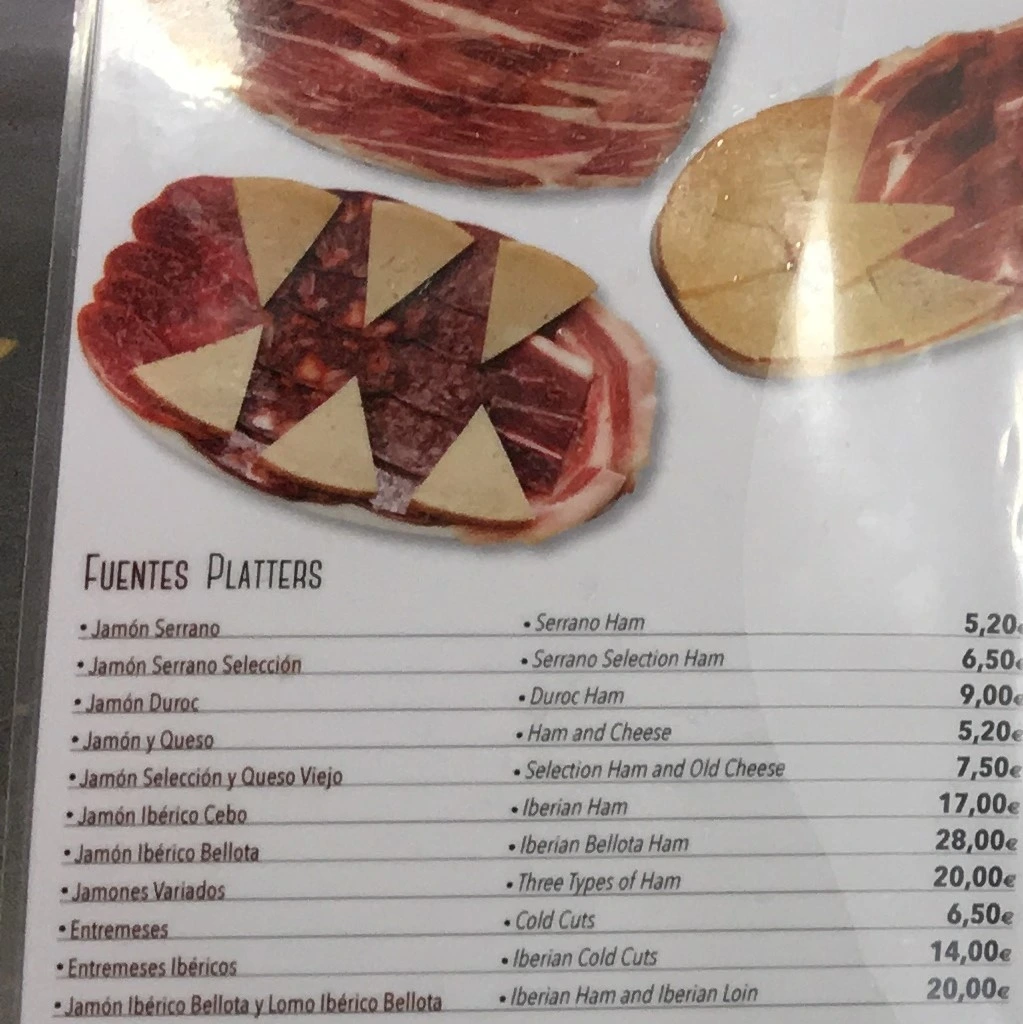 FUENTES PLATTERS
• Jamón Serrano • Serrano Ham 5,20€
• Jamón Serrano Selección • Serrano Selection Ham 6,50€
• Jamón Duroc • Duroc Ham 9,00€
• Jamón y Queso • Ham and Cheese 5,20€
• Jamón Selección y Queso Viejo • Selection Ham and Old Cheese 7,50€
• Jamón Ibérico Cebo • Iberian Ham 17,00€
• Jamón Ibérico Bellota • Iberian Bellota Ham 28,00€
• Jamones Variados • Three Types of Ham 20,00€
• Entremeses • Cold Cuts 6,50€
• Entremeses Ibéricos • Iberian Cold Cuts 14,00€
• Jamón Ibérico Bellota y Lomo Ibérico Bellota • Iberian Ham and Iberian Loin 20,00€